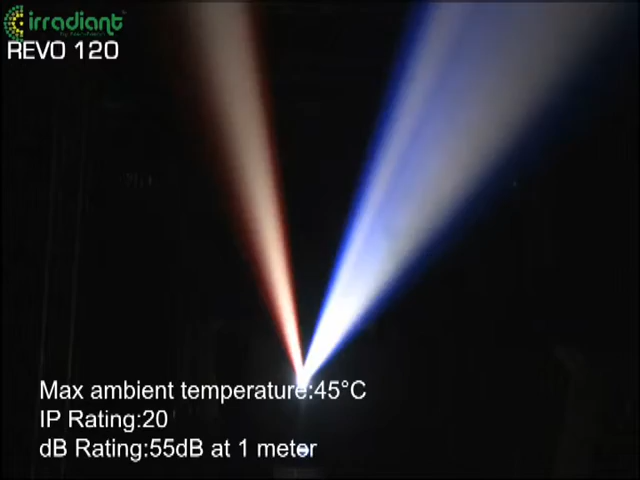 irradiant
REVO 120
Max ambient temperature:45°C
IP Rating:20
dB Rating:55dB at 1 meter